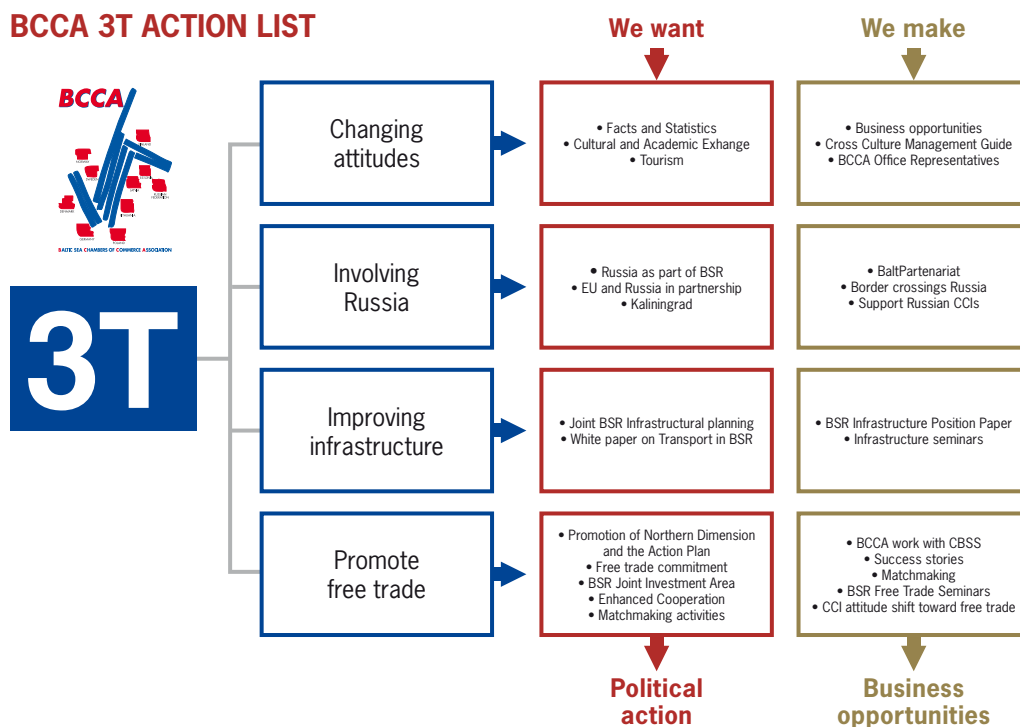 BCCA 3T ACTION LIST
We want
We make
BCCA
BALTIC SEA CHAMBERS OF COMMERCE ASSOCIATION
3T
Changing
attitudes
• Facts and Statistics
• Cultural and Academic Exhange
• Tourism
• Business opportunities
• Cross Culture Management Guide
• BCCA Office Representatives
Involving
Russia
• Russia as part of BSR
• EU and Russia in partnership
• Kaliningrad
• BaltPartenariat
• Border crossings Russia
• Support Russian CCIs
Improving
infrastructure
• Joint BSR Infrastructural planning
• White paper on Transport in BSR
• BSR Infrastructure Position Paper
• Infrastructure seminars
Promote
free trade
• Promotion of Northern Dimension
and the Action Plan
• Free trade commitment
• BSR Joint Investment Area
• Enhanced Cooperation
• Matchmaking activities
• BCCA work with CBSS
• Success stories
• Matchmaking
• BSR Free Trade Seminars
• CCI attitude shift toward free trade
Political
action
Business
opportunities